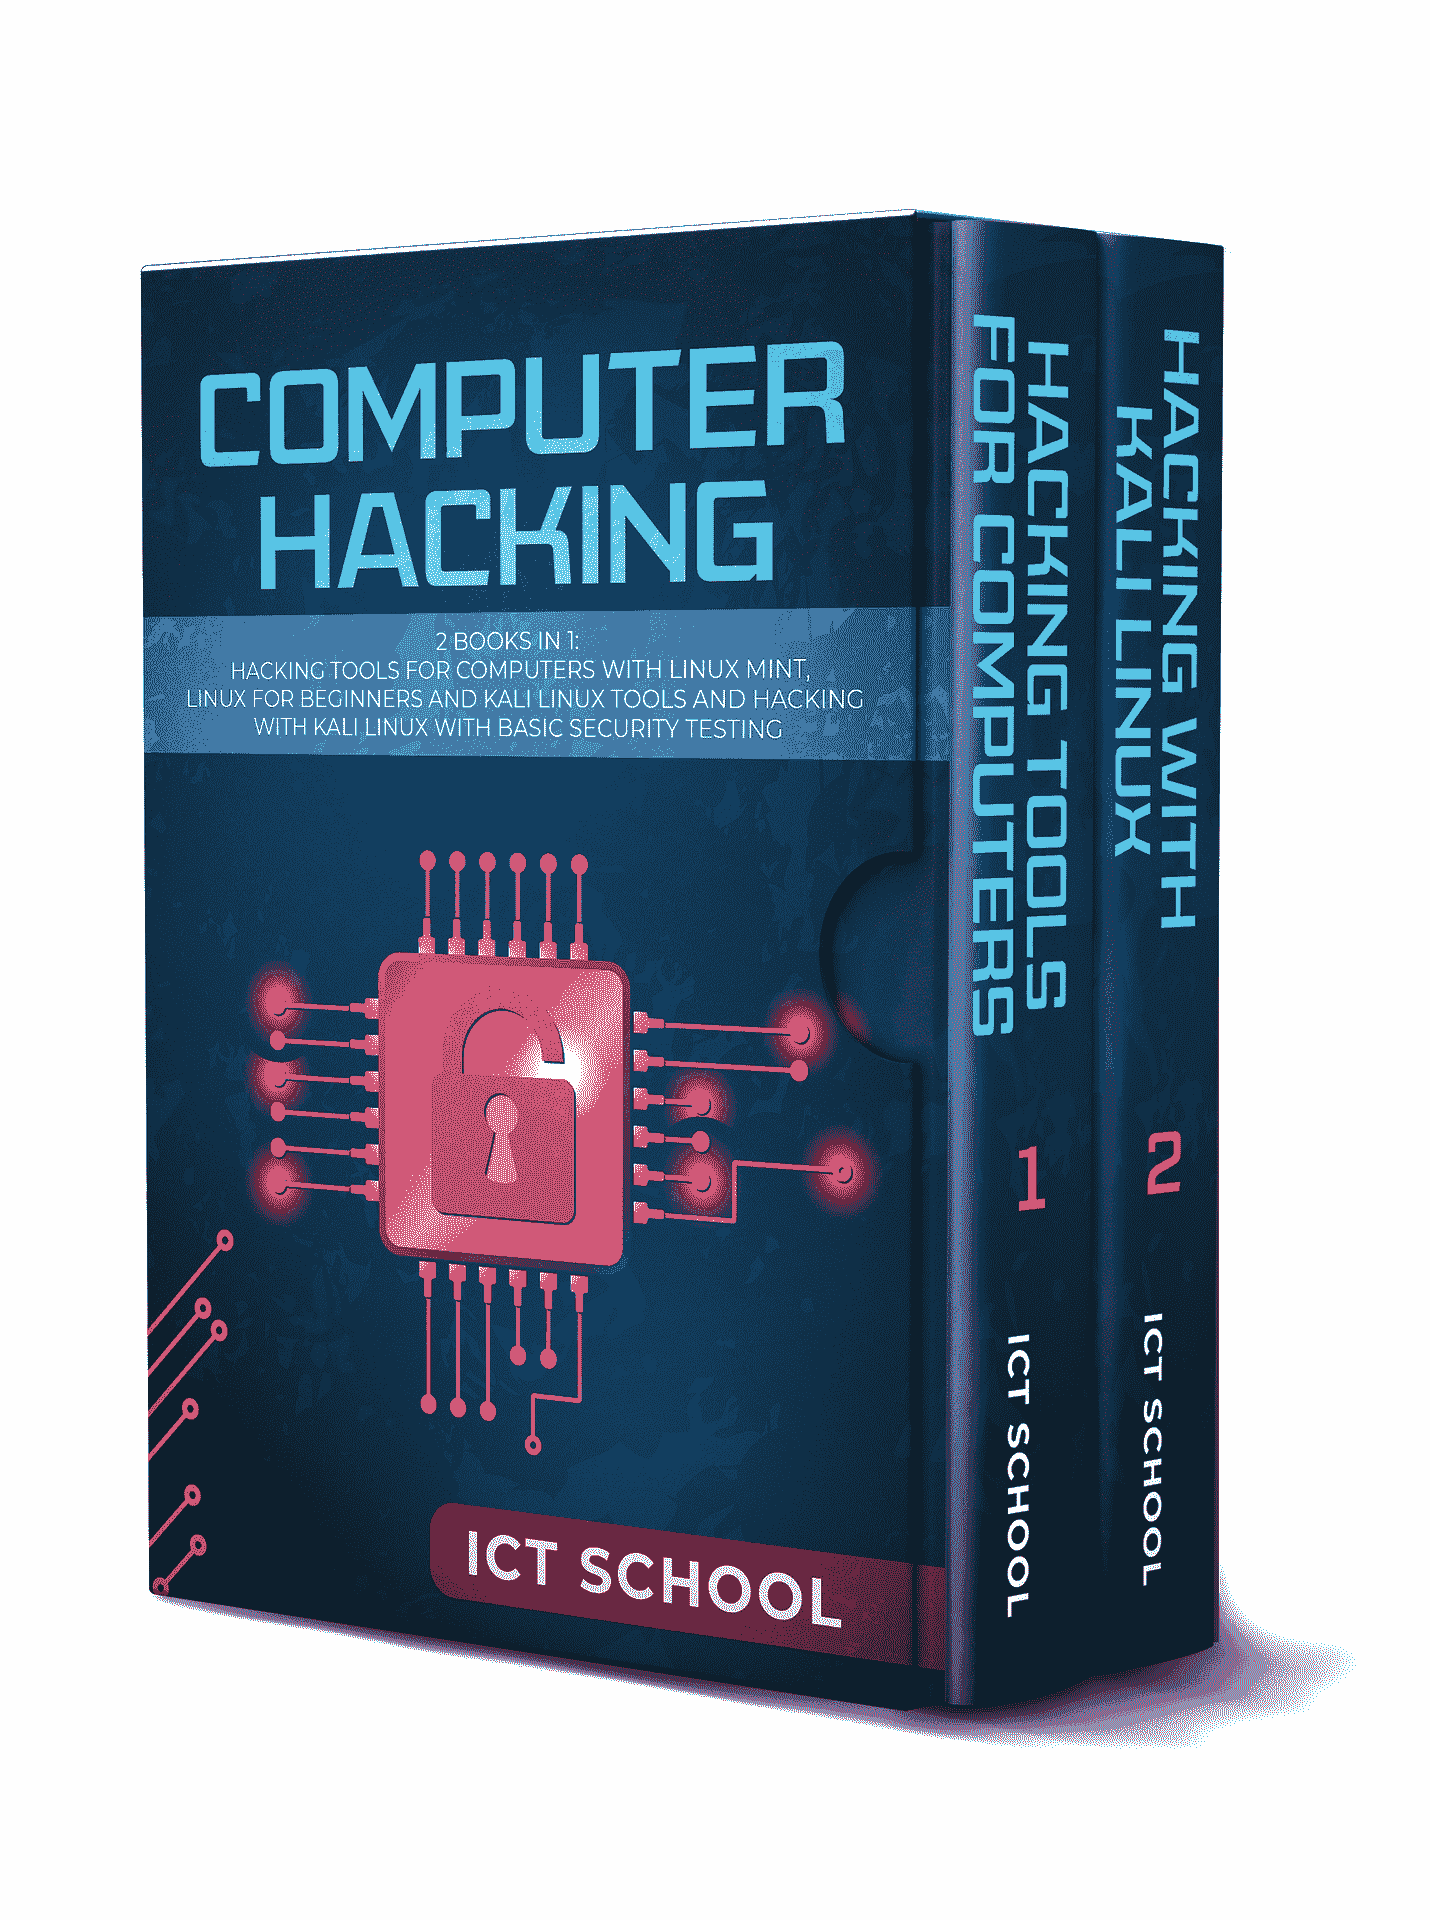 COMPUTER
HACKING
2 BOOKS IN 1:
HACKING TOOLS FOR COMPUTERS WITH LINUX MINT,
LINUX FOR BEGINNERS AND KALI LINUX TOOLS AND HACKING
WITH KALI LINUX WITH BASIC SECURITY TESTING
ICT SCHOOL
HACKING TOOLS
FOR COMPUTERS
1
ICT SCHOOL
HACKING WITH
KALI LINUX
2
ICT SCHOOL